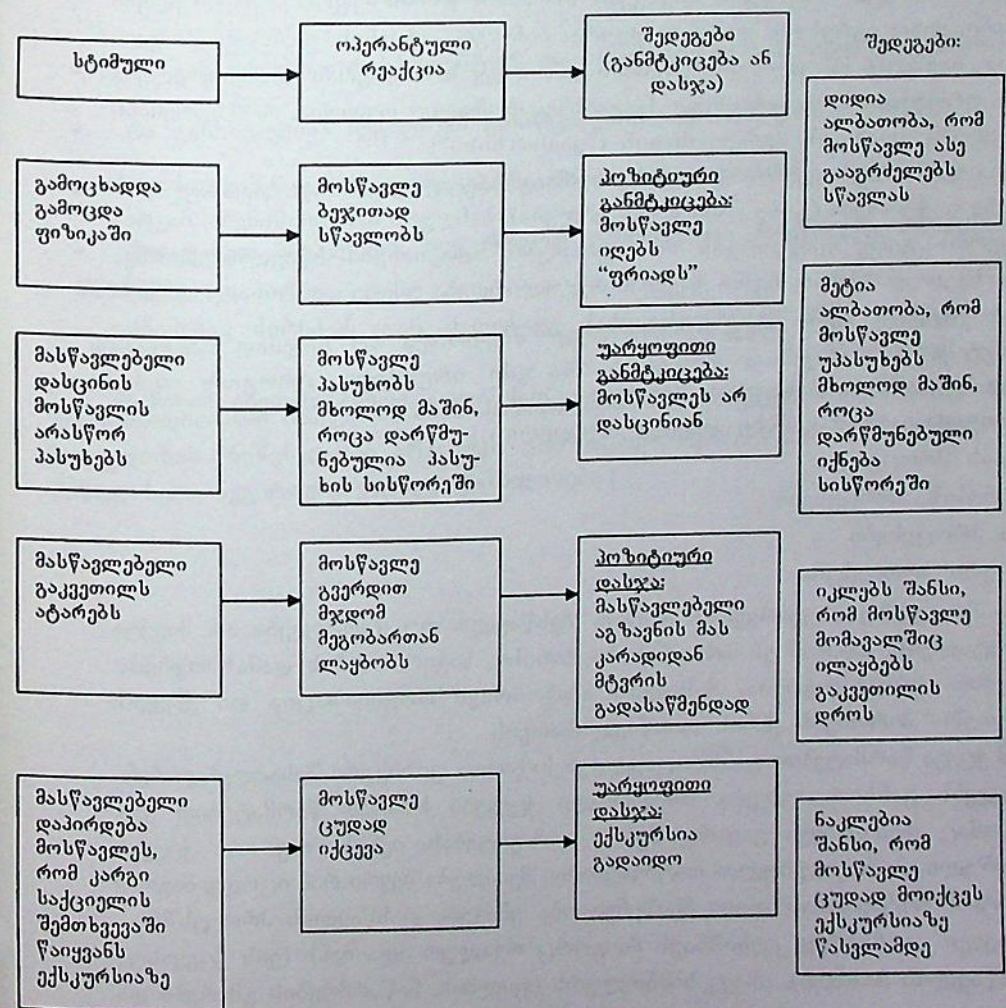 სტიმული
ოპერანტული
რეაქცია
შედეგები
(განმტკიცება ან
დასჯა)
შედეგები:
გამოცხადდა
გამოცდა
ფიზიკაში
მოსწავლე
ბეჯითად
სწავლობს
პოზიტიური
განმტკიცება:
მოსწავლე
იღებს
“ფრიადს”
დიდია
ალბათობა, რომ
მოსწავლე ასე
გააგრძელებს
სწავლას
მასწავლებელი
დასცინის
მოსწავლის
არასწორ
პასუხებს
მოსწავლე
პასუხობს
მხოლოდ მაშინ,
როცა დარწმუ-
ნებულია პასუ-
ხის სისწორეში
უარყოფითი
განმტკიცება:
მოსწავლეს არ
დასცინიან
მეტია
ალბათობა, რომ
მოსწავლე
უპასუხებს
მხოლოდ მაშინ,
როცა
დარწმუნებული
იქნება
სისწორეში
მასწავლებელი
გაკვეთილს
ატარებს
მოსწავლე
გვერდით
მჯდომ
მეგობართან
ლაყბობს
პოზიტიური
დასჯა:
მასწავლებელი
აგზავნის მას
კარადიდან
მტვრის
გადასაწმენდად
იკლებს შანსი,
რომ მოსწავლე
მომავალშიც
ილაყბებს
გაკვეთილის
დროს
მასწავლებელი
დაპირდება
მოსწავლეს,
რომ კარგი
საქციელის
შემთხვევაში
წაიყვანს
ექსკურსიაზე
მოსწავლე
ცუდად
იქცევა
უარყოფითი
დასჯა:
ექსკურსია
გადაიდო
ნაკლებია
შანსი, რომ
მოსწავლე
ცუდად მოიქცეს
ექსკურსიაზე
წასვლამდე